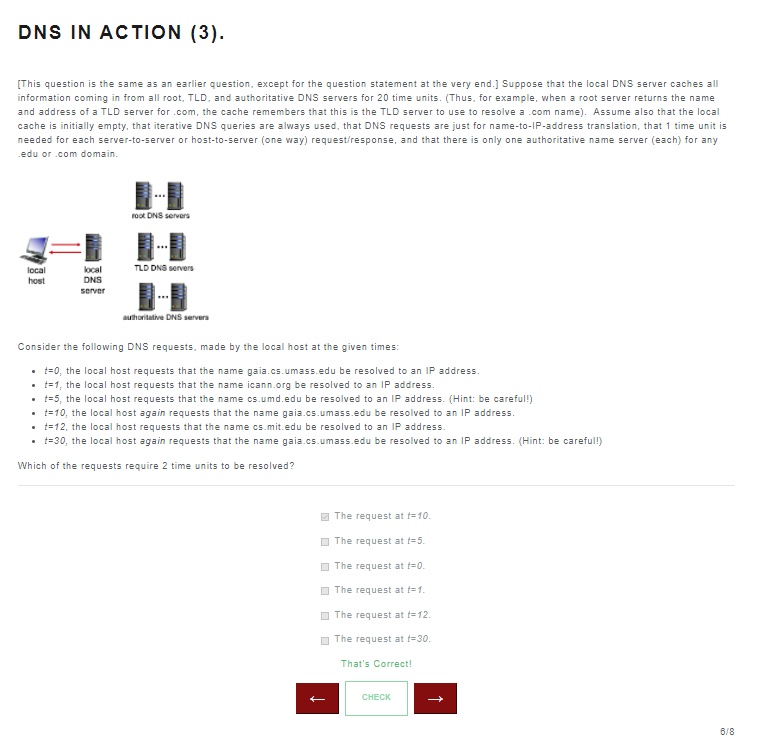 DNS IN ACTION (3).
[This question is the same as an earlier question, except for the question statement at the very end.] Suppose that the local DNS server caches all
information coming in from all root, TLD, and authoritative DNS servers for 20 time units. (Thus, for example, when a root server returns the name
and address of a TLD server for .com, the cache remembers that this is the TLD server to use to resolve a .com name). Assume also that the local
cache is initially empty, that iterative DNS queries are always used, that DNS requests are just for name-to-IP-address translation, that 1 time unit is
needed for each server-to-server or host-to-server (one way) request/response, and that there is only one authoritative name server (each) for any
.edu or .com domain.
root DNS servers
local
host
local
DNS
server
TLD DNS servers
authoritative DNS servers
Consider the following DNS requests, made by the local host at the given times:
• t=0, the local host requests that the name gaia.cs.umass.edu be resolved to an IP address.
• t=1, the local host requests that the name icann.org be resolved to an IP address.
• t=5, the local host requests that the name cs.umd.edu be resolved to an IP address. (Hint: be careful!)
• t=10, the local host again requests that the name gaia.cs.umass.edu be resolved to an IP address.
• t=12, the local host requests that the name cs.mit.edu be resolved to an IP address.
• t=30, the local host again requests that the name gaia.cs.umass.edu be resolved to an IP address. (Hint: be careful!)
Which of the requests require 2 time units to be resolved?
The request at t=10.
The request at t=5.
The request at t=0.
The request at t=1.
The request at t=12.
The request at t=30.
That's Correct!
← CHECK →
6/8